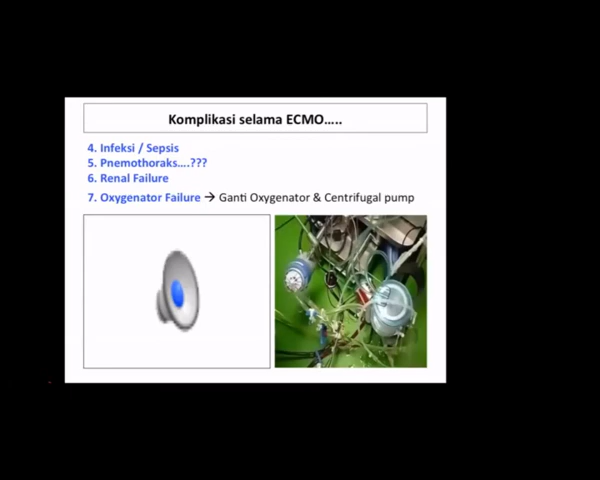 Komplikasi selama ECMO.....
4. Infeksi / Sepsis
5. Pnemothoraks....???
6. Renal Failure
7. Oxygenator Failure → Ganti Oxygenator & Centrifugal pump